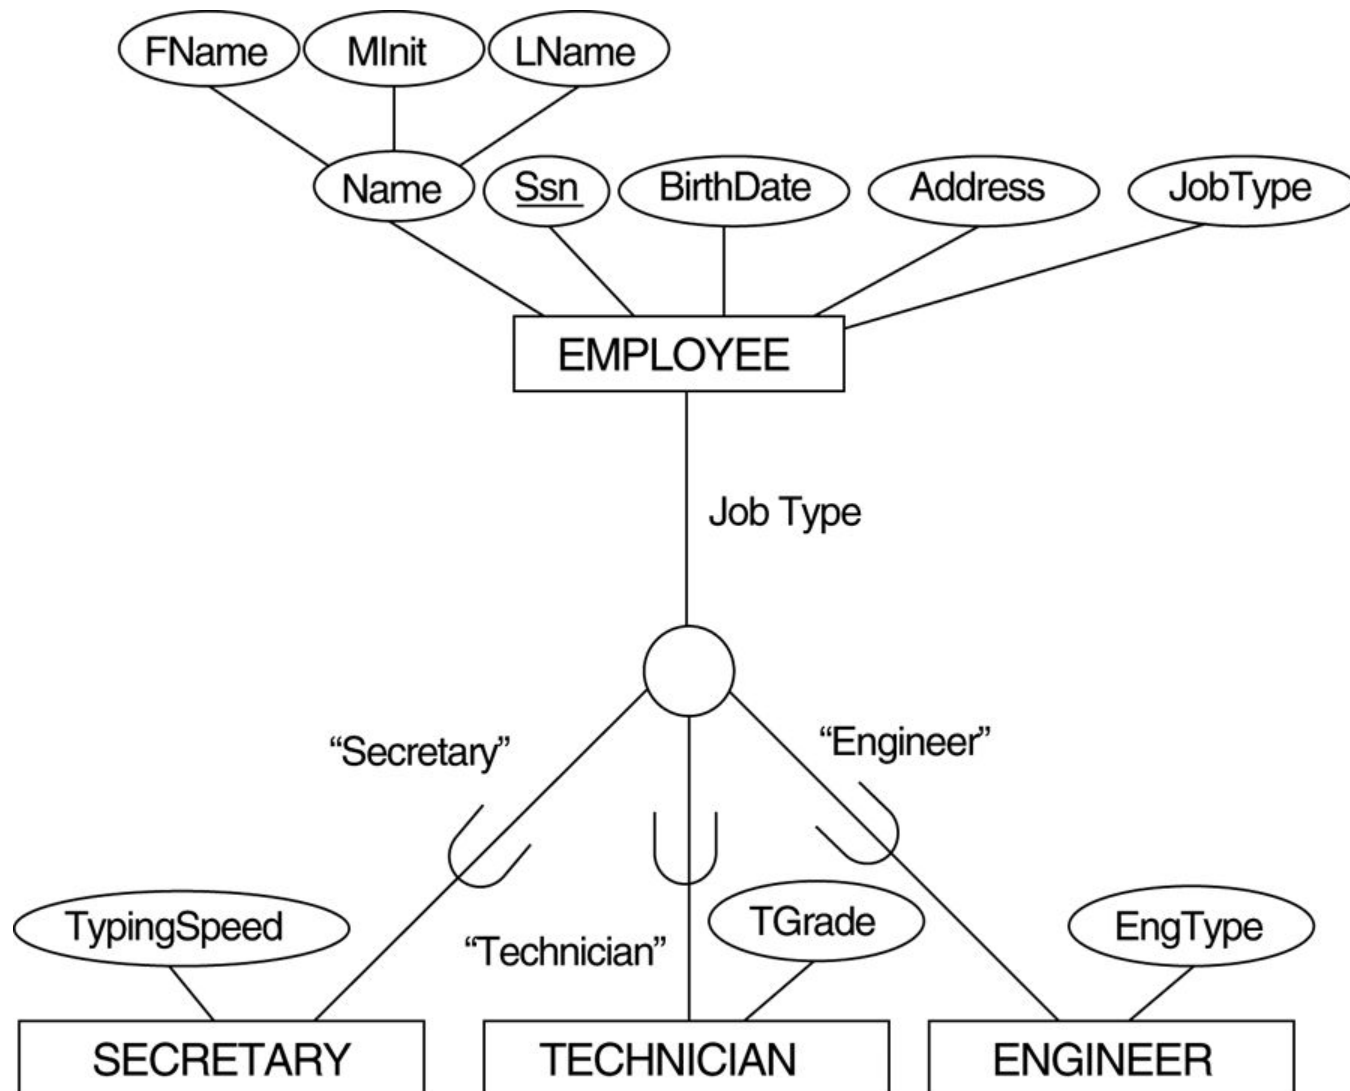 FName MInit LName
Name Ssn BirthDate Address JobType
EMPLOYEE
Job Type
“Secretary” “Engineer”
TypingSpeed “Technician” TGrade EngType
SECRETARY TECHNICIAN ENGINEER